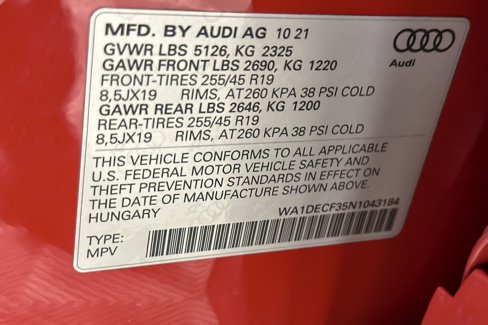 MFD. BY AUDI AG 10 21
GVWR LBS 5126, KG 2325
GAWR FRONT LBS 2690, KG 1220
FRONT-TIRES 255/45 R19
8,5JX19 RIMS, AT260 KPA 38 PSI COLD
GAWR REAR LBS 2646, KG 1200
REAR-TIRES 255/45 R19
8,5JX19 RIMS, AT260 KPA 38 PSI COLD
THIS VEHICLE CONFORMS TO ALL APPLICABLE
U.S. FEDERAL MOTOR VEHICLE SAFETY AND
THEFT PREVENTION STANDARDS IN EFFECT ON
THE DATE OF MANUFACTURE SHOWN ABOVE.
HUNGARY
WA1DECF35N1043184
TYPE:
MPV
Audi